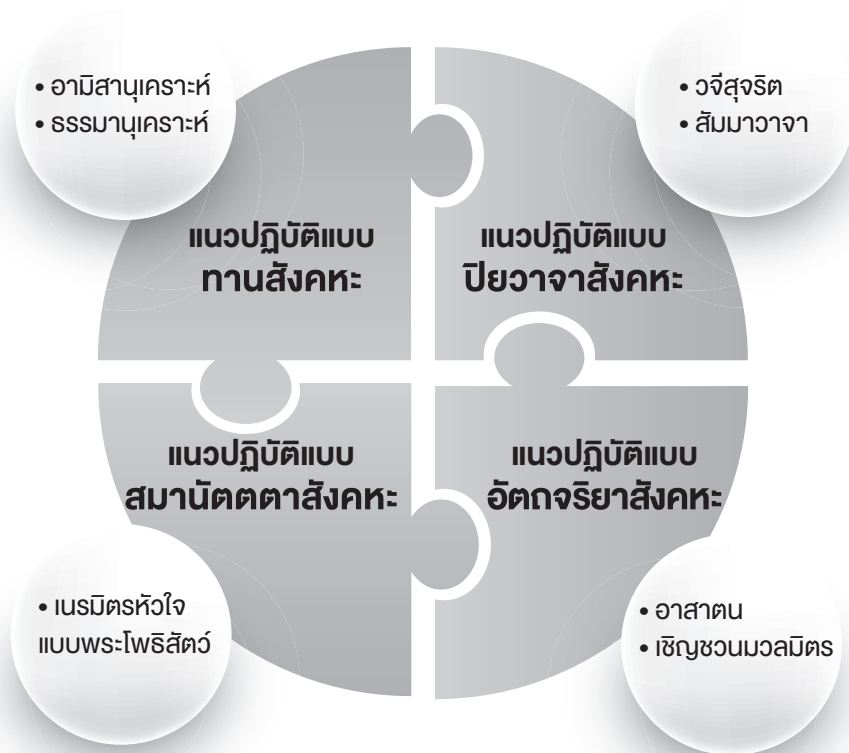 • อามิสานุเคราะห์
• ธรรมานุเคราะห์
• วจีสุจริต
• สัมมาวาจา
แนวปฏิบัติแบบ
ทานสังคหะ
แนวปฏิบัติแบบ
ปิยวาจาสังคหะ
แนวปฏิบัติแบบ
สมานัตตตาสังคหะ
แนวปฏิบัติแบบ
อัตถจริยาสังคหะ
• เนรมิตรหัวใจ
แบบพระโพธิสัตว์
• อาสาตน
• เชิญชวนมวลมิตร